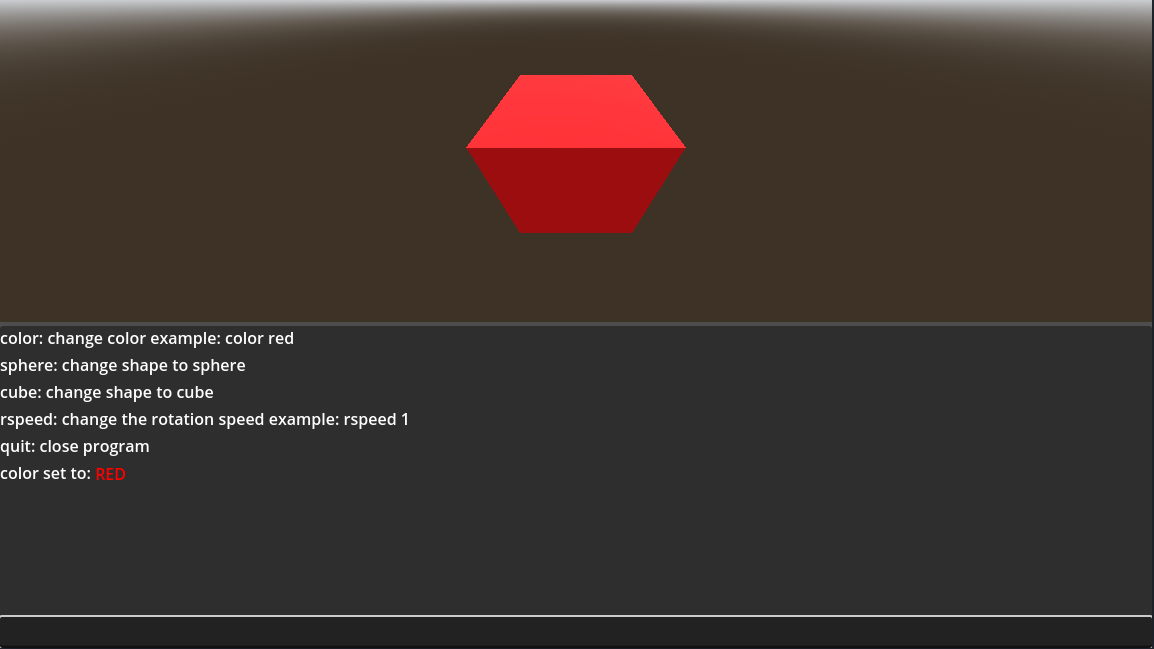 color: change color example: color red
sphere: change shape to sphere
cube: change shape to cube
rspeed: change the rotation speed example: rspeed 1
quit: close program
color set to: RED